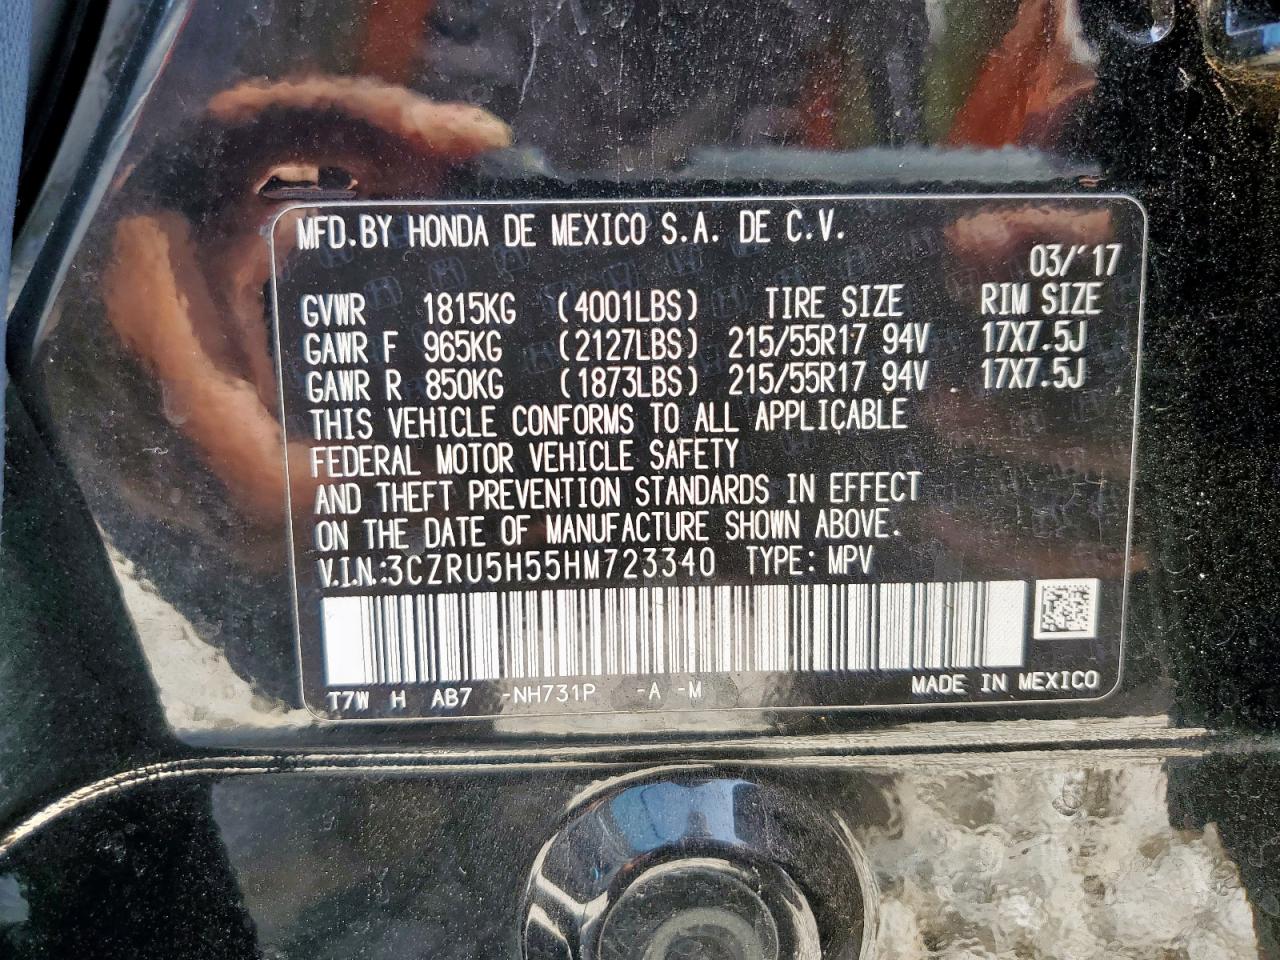 MFD.BY HONDA DE MEXICO S.A. DE C.V.
03/'17
GVWR 1815KG (4001LBS) TIRE SIZE RIM SIZE
GAWR F 965KG (2127LBS) 215/55R17 94V 17X7.5J
GAWR R 850KG (1873LBS) 215/55R17 94V 17X7.5J
THIS VEHICLE CONFORMS TO ALL APPLICABLE
FEDERAL MOTOR VEHICLE SAFETY
AND THEFT PREVENTION STANDARDS IN EFFECT
ON THE DATE OF MANUFACTURE SHOWN ABOVE.
V.I.N.:3CZRU5H55HM723340 TYPE: MPV
T7W H AB7 -NH731P -A -M MADE IN MEXICO